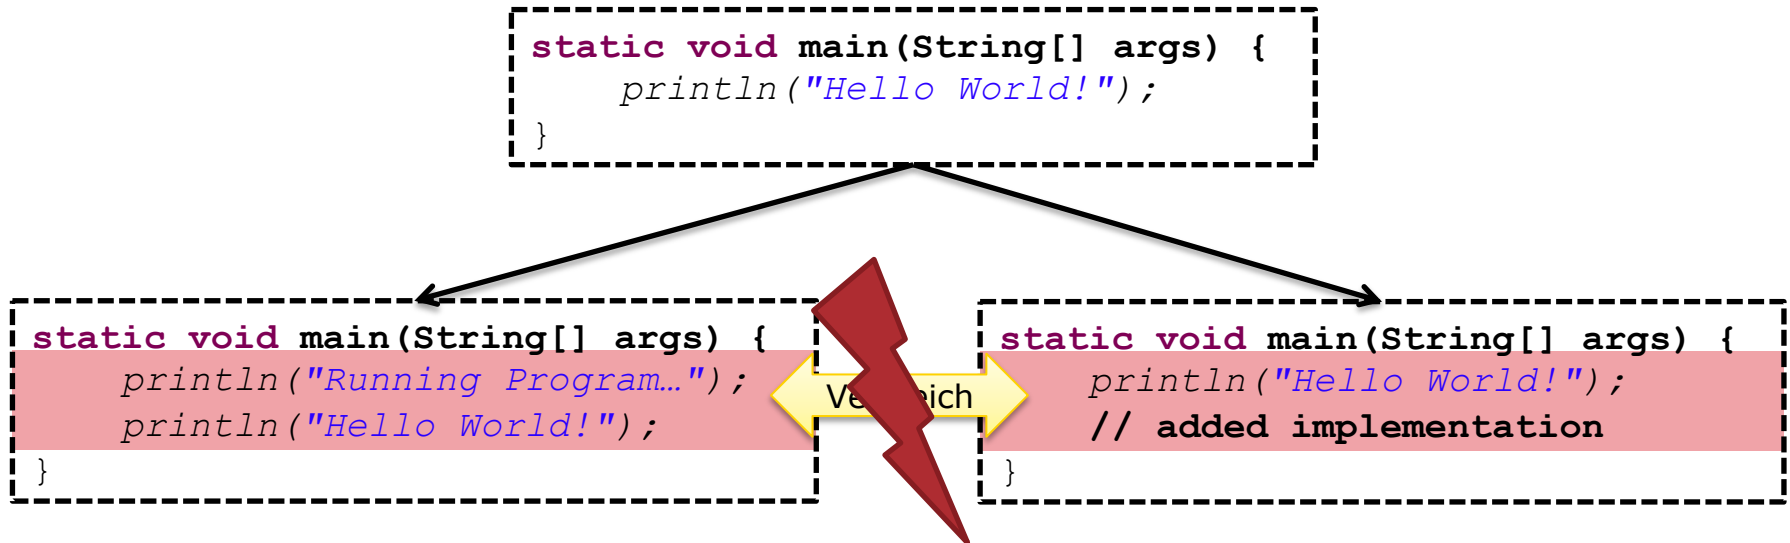 static void main(String[] args) {
println("Hello World!");
}
static void main(String[] args) {
println("Running Program…");
println("Hello World!");
}
static void main(String[] args) {
println("Hello World!");
// added implementation
}